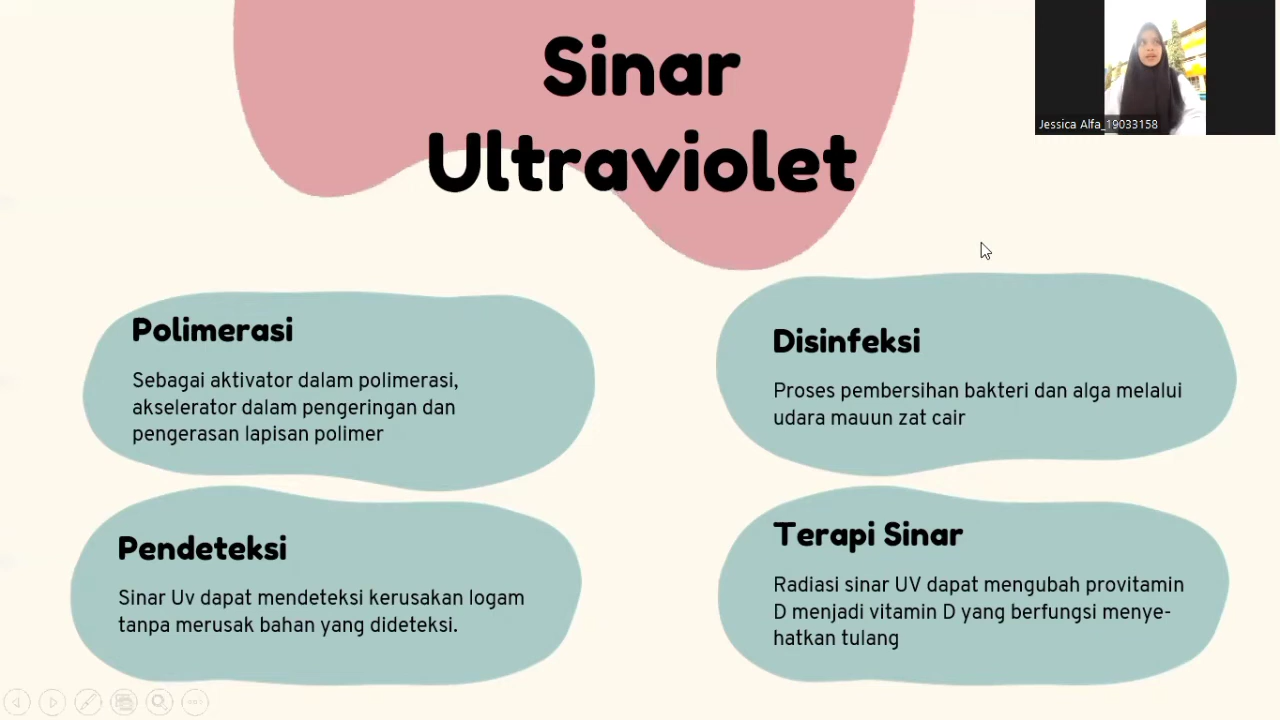 Sinar
Ultraviolet
Jessica Alfa_19033158
Polimerasi
Sebagai aktivator dalam polimerasi,
akselerator dalam pengeringan dan
pengerasan lapisan polimer
Disinfeksi
Proses pembersihan bakteri dan alga melalui
udara mauun zat cair
Pendeteksi
Sinar Uv dapat mendeteksi kerusakan logam
tanpa merusak bahan yang dideteksi.
Terapi Sinar
Radiasi sinar UV dapat mengubah provitamin
D menjadi vitamin D yang berfungsi menye-
hatkan tulang